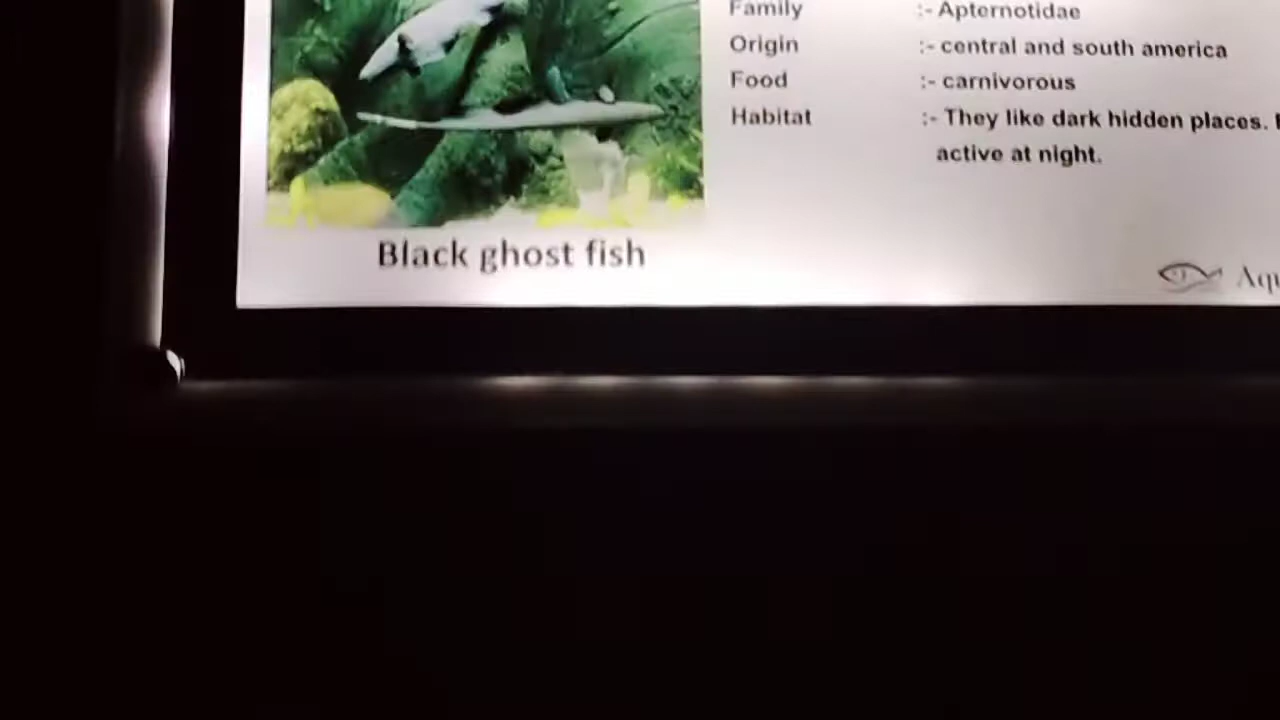 Family :- Apternotidae
Origin :- central and south america
Food :- carnivorous
Habitat :- They like dark hidden places.
active at night.
Black ghost fish